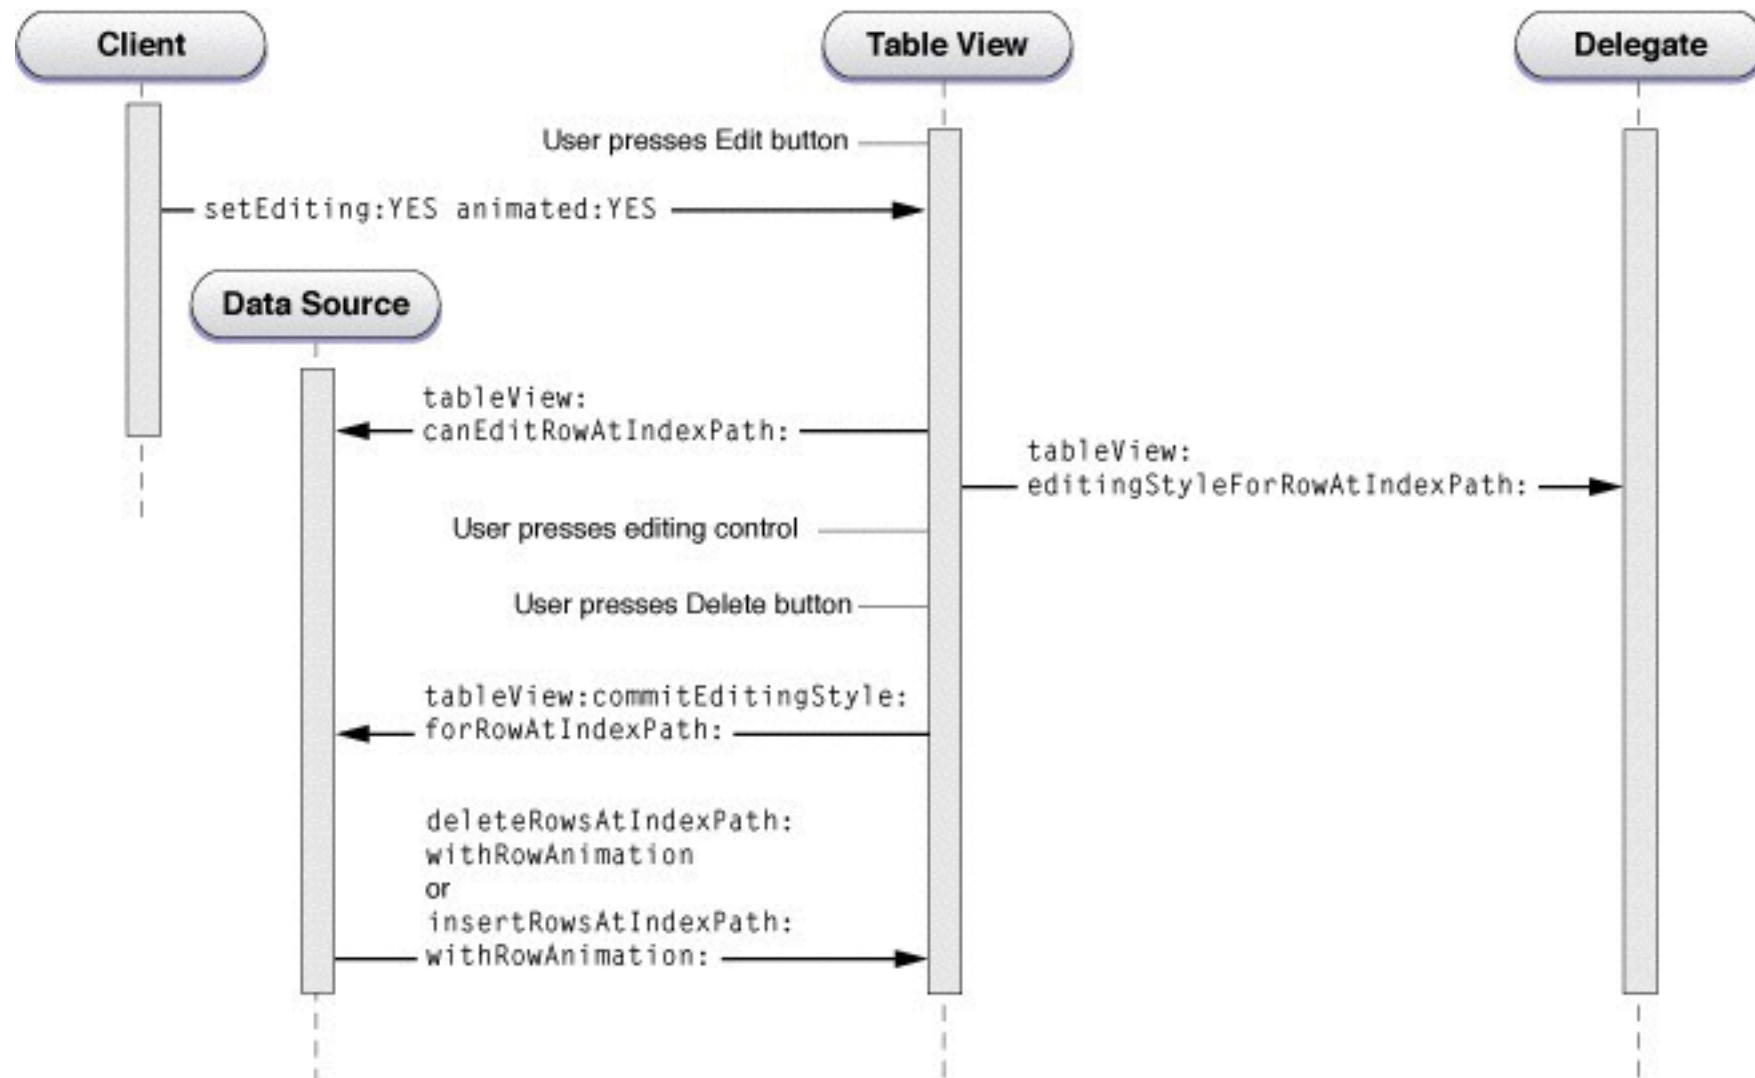 Client
Table View
Delegate
User presses Edit button
setEditing:YES animated:YES
Data Source
tableView:
canEditRowAtIndexPath:
tableView:
editingStyleForRowAtIndexPath:
User presses editing control
User presses Delete button
tableView:commitEditingStyle:
forRowAtIndexPath:
deleteRowsAtIndexPath:
withRowAnimation
or
insertRowsAtIndexPath:
withRowAnimation: